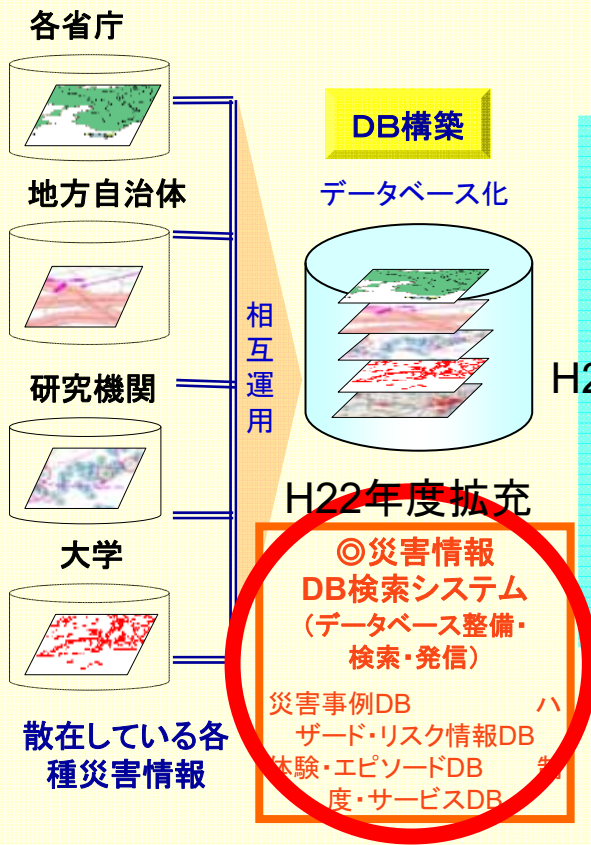 各省庁
地方自治体
研究機関
大学
散在している各
種災害情報
相
互
運
用
DB構築
データベース化
H22年度拡充
◎災害情報
DB検索システム
（データベース整備・
検索・発信）
災害事例DB ハ
ザード・リスク情報DB
体験・エピソードDB 制
度・サービスDB
H2